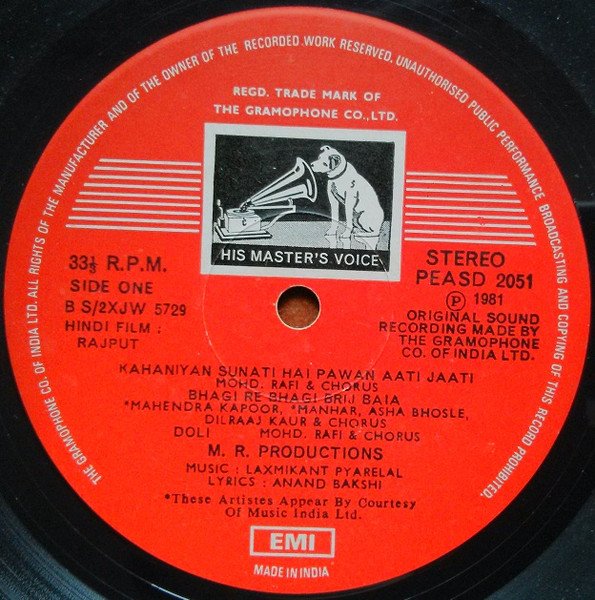 ALL RIGHTS OF THE MANUFACTURER AND OF THE OWNER OF THE RECORDED WORK RESERVED. UNAUTHORISED PUBLIC PERFORMANCE BROADCASTING AND COPYING OF THIS RECORD PROHIBITED.
THE GRAMOPHONE CO. OF INDIA LTD.
REGD. TRADE MARK OF
THE GRAMOPHONE CO., LTD.
HIS MASTER'S VOICE
33⅓ R.P.M.
SIDE ONE
B S/2XJW 5729
HINDI FILM :
RAJPUT
STEREO
PEASD 2051
℗ 1981
ORIGINAL SOUND
RECORDING MADE BY
THE GRAMOPHONE
CO. OF INDIA LTD.
KAHANIYAN SUNATI HAI PAWAN AATI JAATI
MOHD. RAFI & CHORUS
BHAGI RE BHAGI BRIJ BAIA
*MAHENDRA KAPOOR, *MANHAR, ASHA BHOSLE,
DILRAAJ KAUR & CHORUS
DOLI MOHD. RAFI & CHORUS
M. R. PRODUCTIONS
MUSIC : LAXMIKANT PYARELAL
LYRICS : ANAND BAKSHI
*These Artistes Appear By Courtesy
Of Music India Ltd.
EMI
MADE IN INDIA